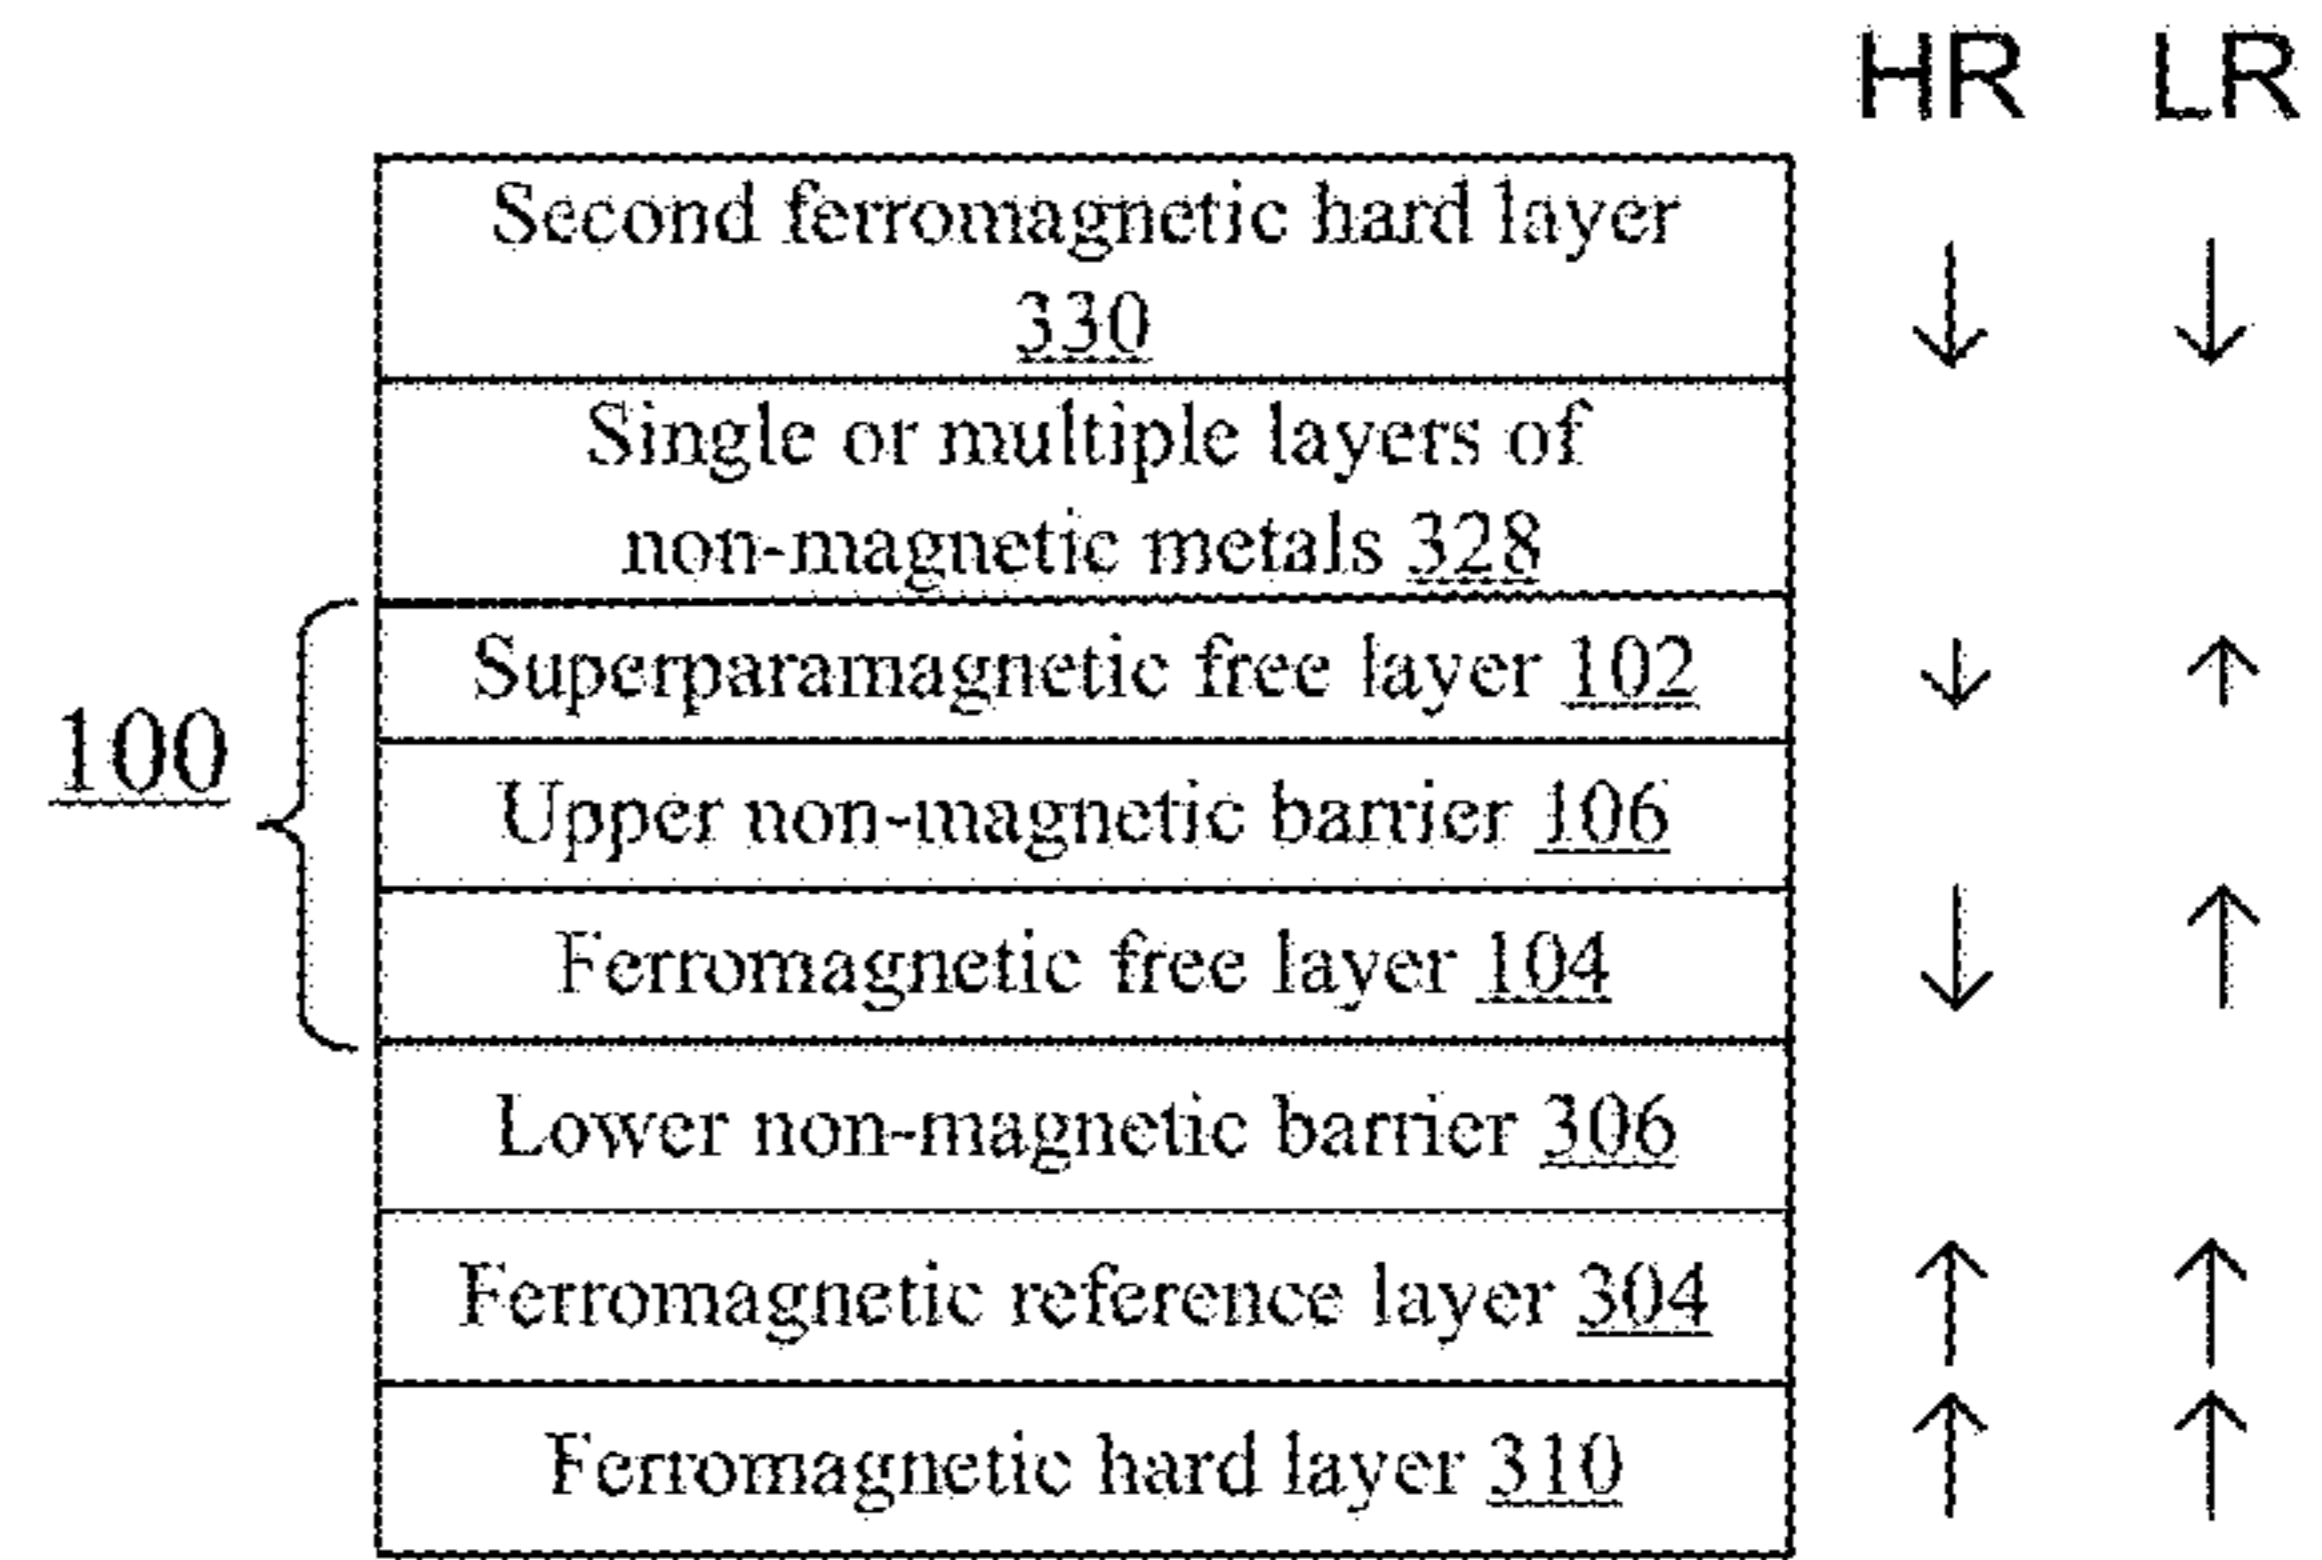 HR LR
Second ferromagnetic hard layer
330
Single or multiple layers of
non-magnetic metals 328
Superparamagnetic free layer 102
100
Upper non-magnetic barrier 106
Ferromagnetic free layer 104
Lower non-magnetic barrier 306
Ferromagnetic reference layer 304
Ferromagnetic hard layer 310